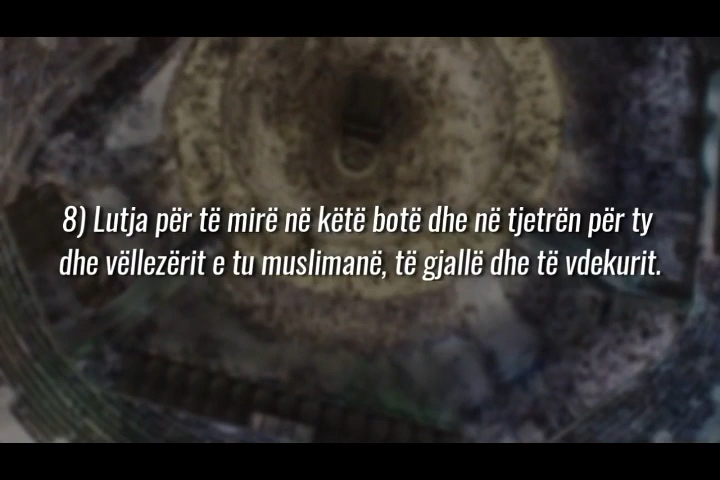 8) Lutja për të mirë në këtë botë dhe në tjetrën për ty
dhe vëllezërit e tu muslimanë, të gjallë dhe të vdekurit.